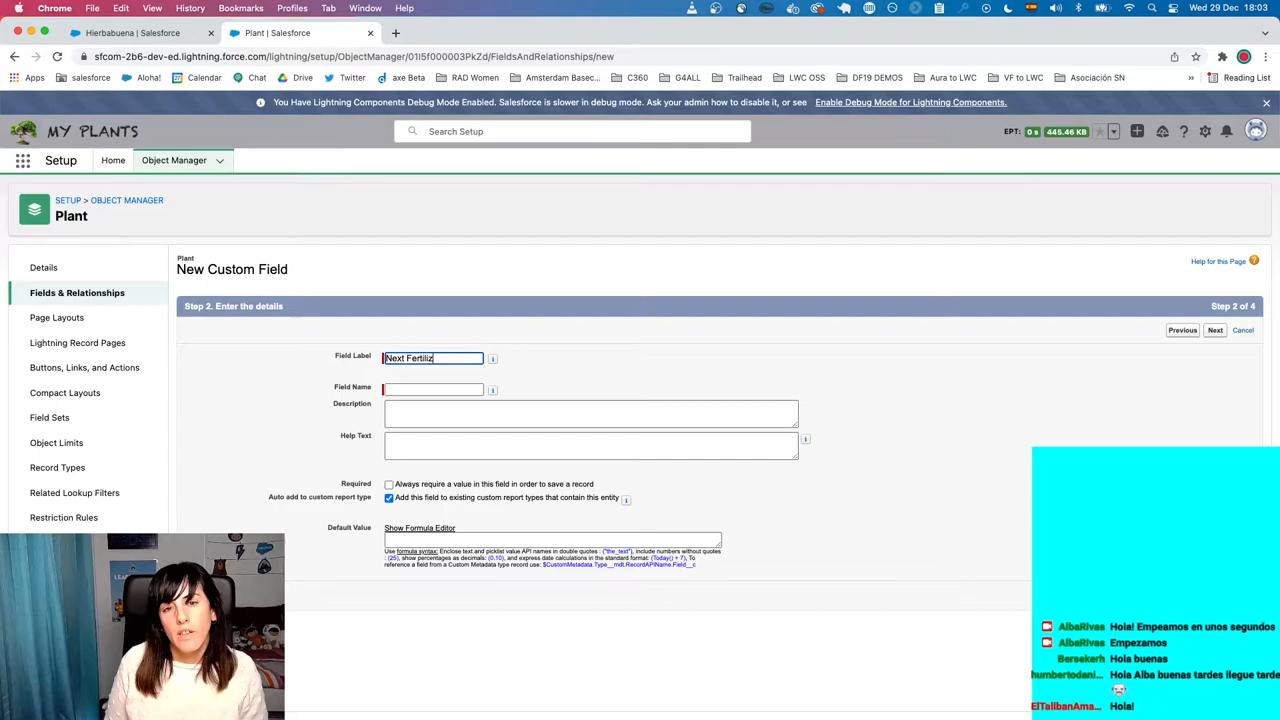 Chrome File Edit View History Bookmarks Profiles Tab Window Help Wed 29 Dec 18:03
Hierbabuena | Salesforce Plant | Salesforce
sfcom-2b6-dev-ed.lightning.force.com/lightning/setup/ObjectManager/01I5f000003PkZd/FieldsAndRelationships/new
Apps salesforce Aloha! Calendar Chat Drive Twitter axe Beta RAD Women Amsterdam Basec... C360 G4ALL Trailhead LWC OSS DF19 DEMOS Aura to LWC VF to LWC Asociación SN » Reading List
You Have Lightning Components Debug Mode Enabled. Salesforce is slower in debug mode. Ask your admin how to disable it, or see Enable Debug Mode for Lightning Components.
MY PLANTS Search Setup EPT: 0 s 445.46 KB
Setup Home Object Manager
SETUP > OBJECT MANAGER
Plant
Details
Fields & Relationships
Page Layouts
Lightning Record Pages
Buttons, Links, and Actions
Compact Layouts
Field Sets
Object Limits
Record Types
Related Lookup Filters
Restriction Rules
Plant
New Custom Field
Help for this Page
Step 2. Enter the details Step 2 of 4
Previous Next Cancel
Field Label Next Fertiliz
Field Name
Description
Help Text
Required Always require a value in this field in order to save a record
Auto add to custom report type Add this field to existing custom report types that contain this entity
Default Value Show Formula Editor
Use formula syntax: Enclose text and picklist value API names in double quotes : ("the_text"), include numbers without quotes
: (25), show percentages as decimals: (0.10), and express date calculations in the standard format: (Today() + 7), To
reference a field from a Custom Metadata type record use: $CustomMetadata.Type__mdt.RecordAPIName.Field__c
AlbaRivas Hola! Empeamos en unos segundos
AlbaRivas Empezamos
Bersekerh Hola buenas
humbertodani... Hola Alba buenas tardes llegue tarde
ElTalibanAma... Hola!